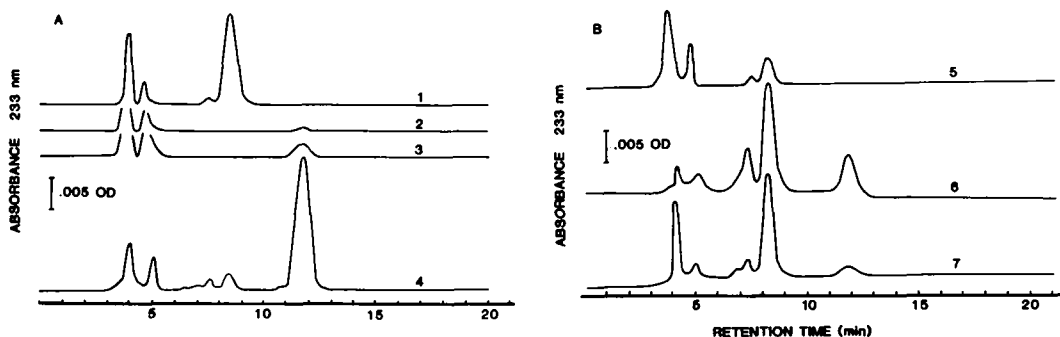 A
ABSORBANCE 233 nm
1
2
3
.005 OD
4
5
10
15
20
B
ABSORBANCE 233 nm
5
.005 OD
6
7
5
10
15
20
RETENTION TIME (min)